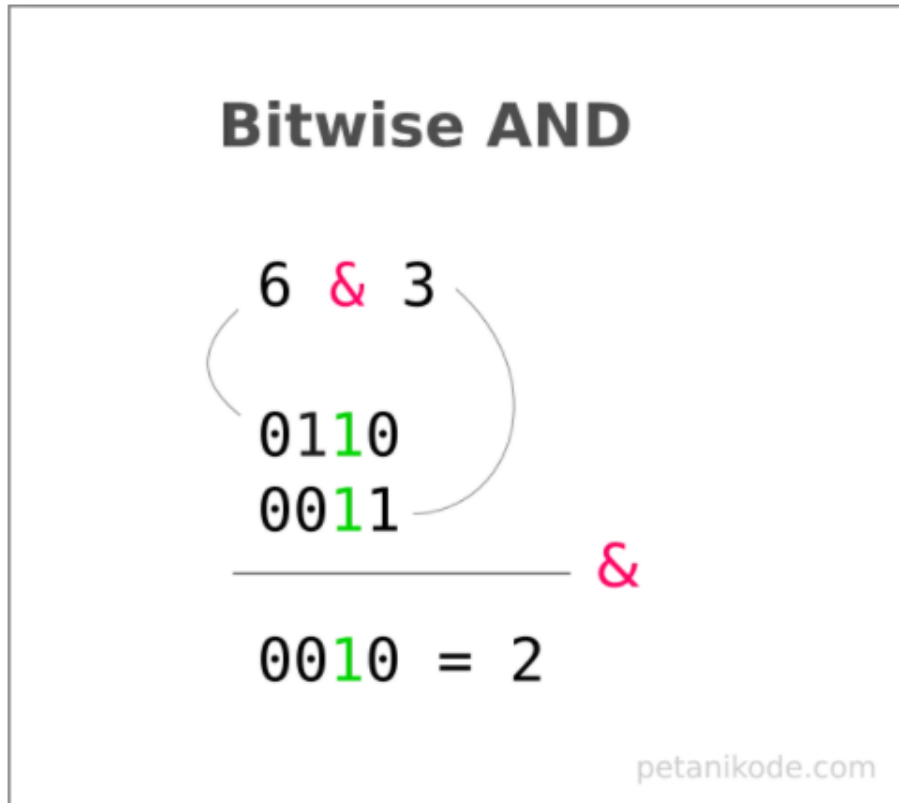 Bitwise AND
6 & 3
0110
0011
&
0010 = 2
petanikode.com